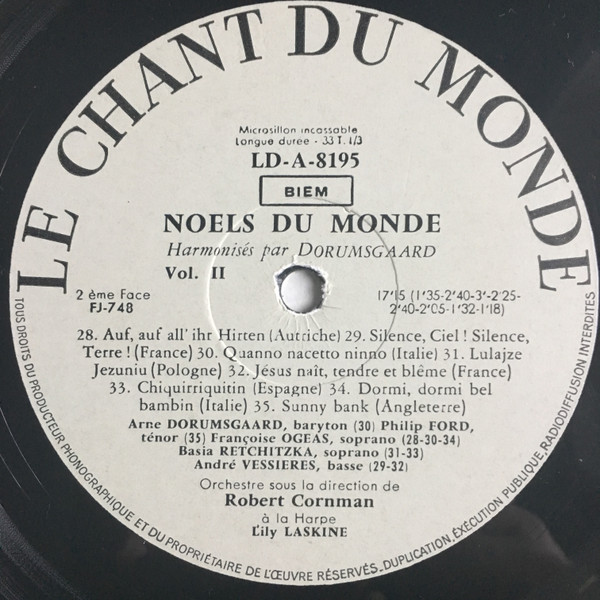 LE CHANT DU MONDE
Microsillon incassable
Longue durée - 33 T. 1/3
LD-A-8195
BIEM
NOELS DU MONDE
Harmonisés par DORUMSGAARD
Vol. II
2 ème Face
FJ-748
17'15 (1'35-2'40-3'-2'25-
2'40-2'05-1'32-1'18)
28. Auf, auf all' ihr Hirten (Autriche) 29. Silence, Ciel ! Silence,
Terre ! (France) 30. Quanno nacetto ninno (Italie) 31. Lulajze
Jezuniu (Pologne) 32. Jésus naît, tendre et blême (France)
33. Chiquirriquitin (Espagne) 34. Dormi, dormi bel
bambin (Italie) 35. Sunny bank (Angleterre)
Arne DORUMSGAARD, baryton (30) Philip FORD,
ténor (35) Françoise OGEAS, soprano (28-30-34)
Basia RETCHITZKA, soprano (31-33)
André VESSIERES, basse (29-32)
Orchestre sous la direction de
Robert Cornman
à la Harpe
Lily LASKINE
TOUS DROITS DU PRODUCTEUR PHONOGRAPHIQUE ET DU PROPRIÉTAIRE DE L'ŒUVRE RÉSERVÉS_DUPLICATION, EXÉCUTION PUBLIQUE, RADIODIFFUSION INTERDITES